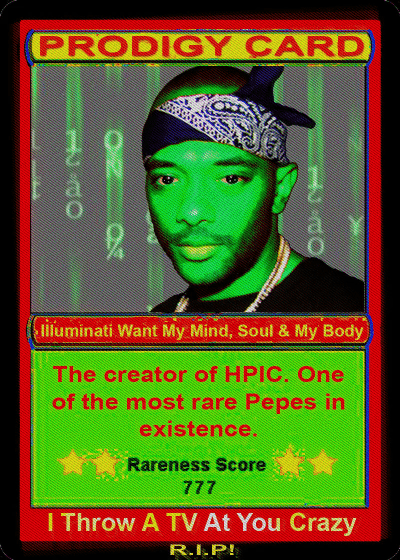 PRODIGY CARD
Illuminati Want My Mind, Soul & My Body
The creator of HPIC. One
of the most rare Pepes in
existence.
Rareness Score
777
I Throw A TV At You Crazy
R.I.P!